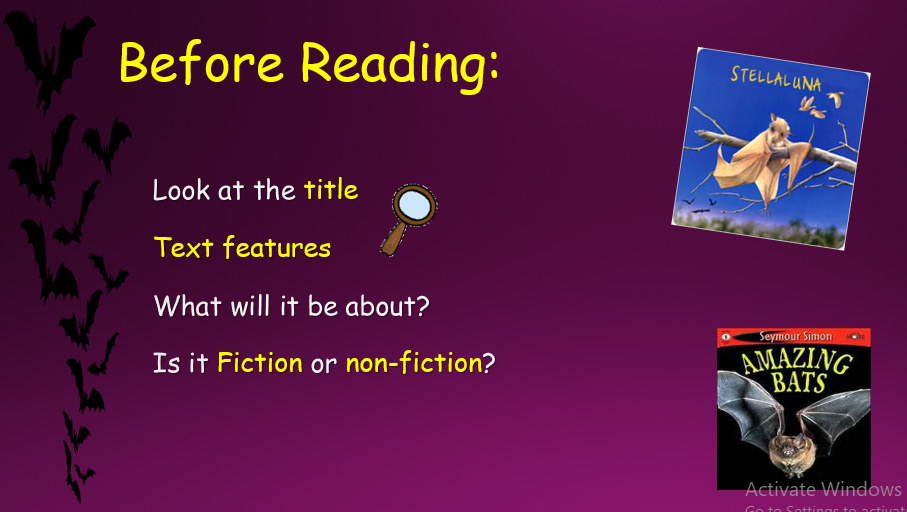 Before Reading:
STELLALUNA
Look at the title
Text features
What will it be about?
Is it Fiction or non-fiction?
Seymour Simon
AMAZING
BATS
Activate Windows
Go to Settings to activat